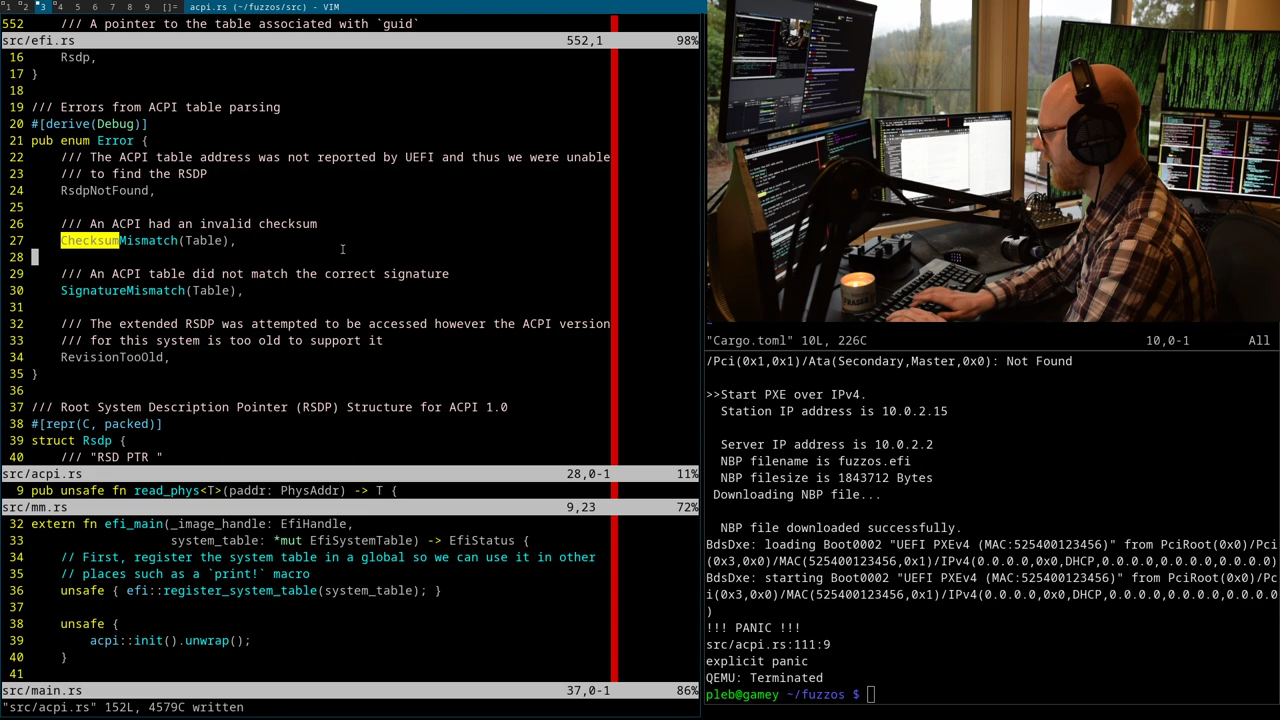 1 2 3 4 5 6 7 8 9 []= acpi.rs (~/fuzzos/src) - VIM
552     /// A pointer to the table associated with `guid`
src/efi.rs 552,1 98%
16     Rsdp,
17 }
18
19 /// Errors from ACPI table parsing
20 #[derive(Debug)]
21 pub enum Error {
22     /// The ACPI table address was not reported by UEFI and thus we were unable
23     /// to find the RSDP
24     RsdpNotFound,
25
26     /// An ACPI had an invalid checksum
27     ChecksumMismatch(Table),
28
29     /// An ACPI table did not match the correct signature
30     SignatureMismatch(Table),
31
32     /// The extended RSDP was attempted to be accessed however the ACPI version
33     /// for this system is too old to support it
34     RevisionTooOld,
35 }
36
37 /// Root System Description Pointer (RSDP) Structure for ACPI 1.0
38 #[repr(C, packed)]
39 struct Rsdp {
40     /// "RSD PTR "
src/acpi.rs 28,0-1 11%
9 pub unsafe fn read_phys<T>(paddr: PhysAddr) -> T {
src/mm.rs 9,23 72%
32 extern fn efi_main(_image_handle: EfiHandle,
33                    system_table: *mut EfiSystemTable) -> EfiStatus {
34     // First, register the system table in a global so we can use it in other
35     // places such as a `print!` macro
36     unsafe { efi::register_system_table(system_table); }
37
38     unsafe {
39         acpi::init().unwrap();
40     }
41
src/main.rs 37,0-1 86%
"src/acpi.rs" 152L, 4579C written
~
"Cargo.toml" 10L, 226C 10,0-1 All
/Pci(0x1,0x1)/Ata(Secondary,Master,0x0): Not Found
>>Start PXE over IPv4.
  Station IP address is 10.0.2.15
  Server IP address is 10.0.2.2
  NBP filename is fuzzos.efi
  NBP filesize is 1843712 Bytes
 Downloading NBP file...
  NBP file downloaded successfully.
BdsDxe: loading Boot0002 "UEFI PXEv4 (MAC:525400123456)" from PciRoot(0x0)/Pci
(0x3,0x0)/MAC(525400123456,0x1)/IPv4(0.0.0.0,0x0,DHCP,0.0.0.0,0.0.0.0,0.0.0.0)
BdsDxe: starting Boot0002 "UEFI PXEv4 (MAC:525400123456)" from PciRoot(0x0)/Pc
i(0x3,0x0)/MAC(525400123456,0x1)/IPv4(0.0.0.0,0x0,DHCP,0.0.0.0,0.0.0.0,0.0.0.0
)
!!! PANIC !!!
src/acpi.rs:111:9
explicit panic
QEMU: Terminated
pleb@gamey ~/fuzzos $